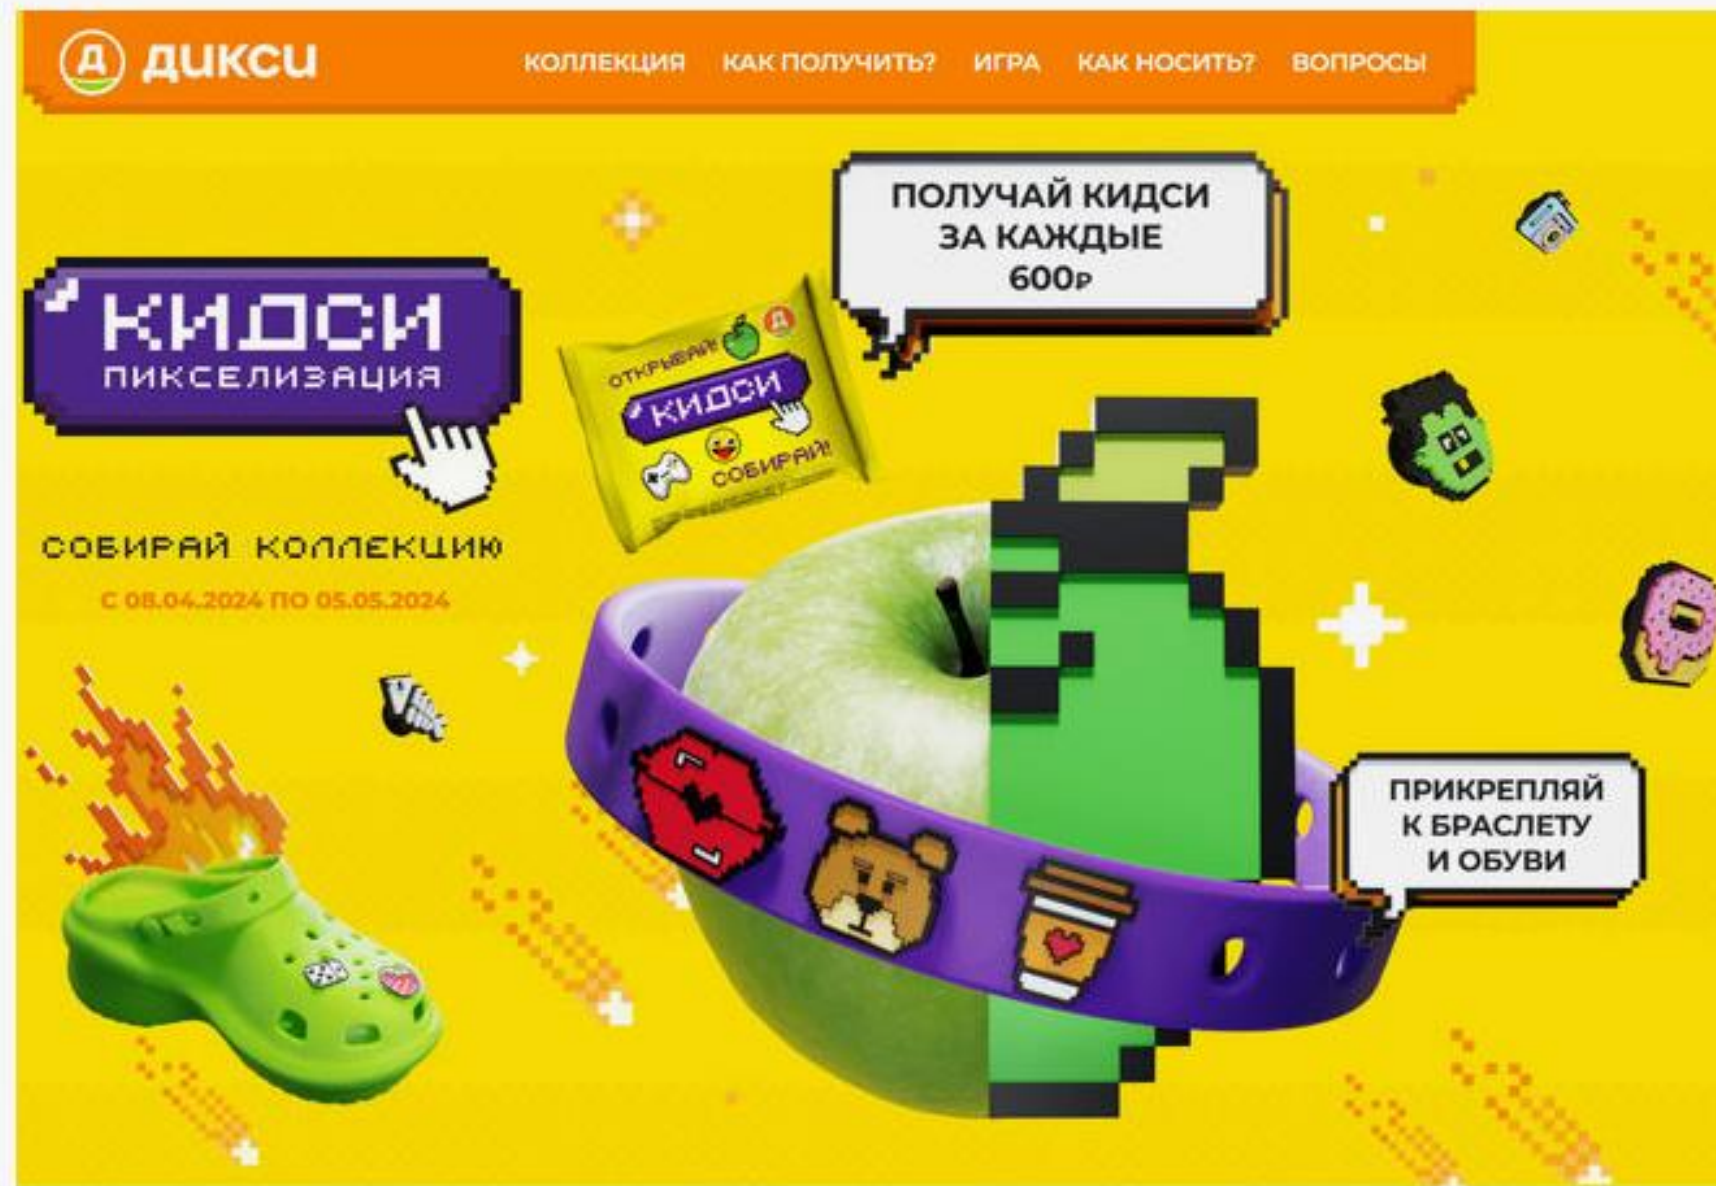 Д ДИКСИ
КОЛЛЕКЦИЯ КАК ПОЛУЧИТЬ? ИГРА КАК НОСИТЬ? ВОПРОСЫ
ПОЛУЧАЙ КИДСИ
ЗА КАЖДЫЕ
600₽
КИДСИ
ПИКСЕЛИЗАЦИЯ
ОТКРЫВАЙ!
Д
КИДСИ
СОБИРАЙ!
СОБИРАЙ КОЛЛЕКЦИЮ
С 08.04.2024 ПО 05.05.2024
ПРИКРЕПЛЯЙ
К БРАСЛЕТУ
И ОБУВИ